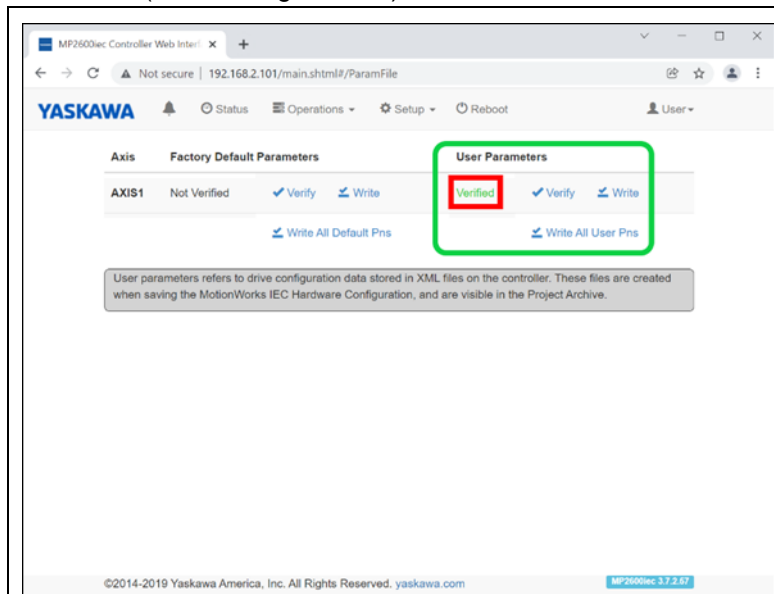 MP2600iec Controller Web Inter
Not secure | 192.168.2.101/main.shtml#/ParamFile
YASKAWA Status Operations Setup Reboot User
Axis Factory Default Parameters User Parameters
AXIS1 Not Verified Verify Write Verified Verify Write
Write All Default Pns Write All User Pns
User parameters refers to drive configuration data stored in XML files on the controller. These files are created
when saving the MotionWorks IEC Hardware Configuration, and are visible in the Project Archive.
©2014-2019 Yaskawa America, Inc. All Rights Reserved. yaskawa.com MP2600iec 3.7.2.67